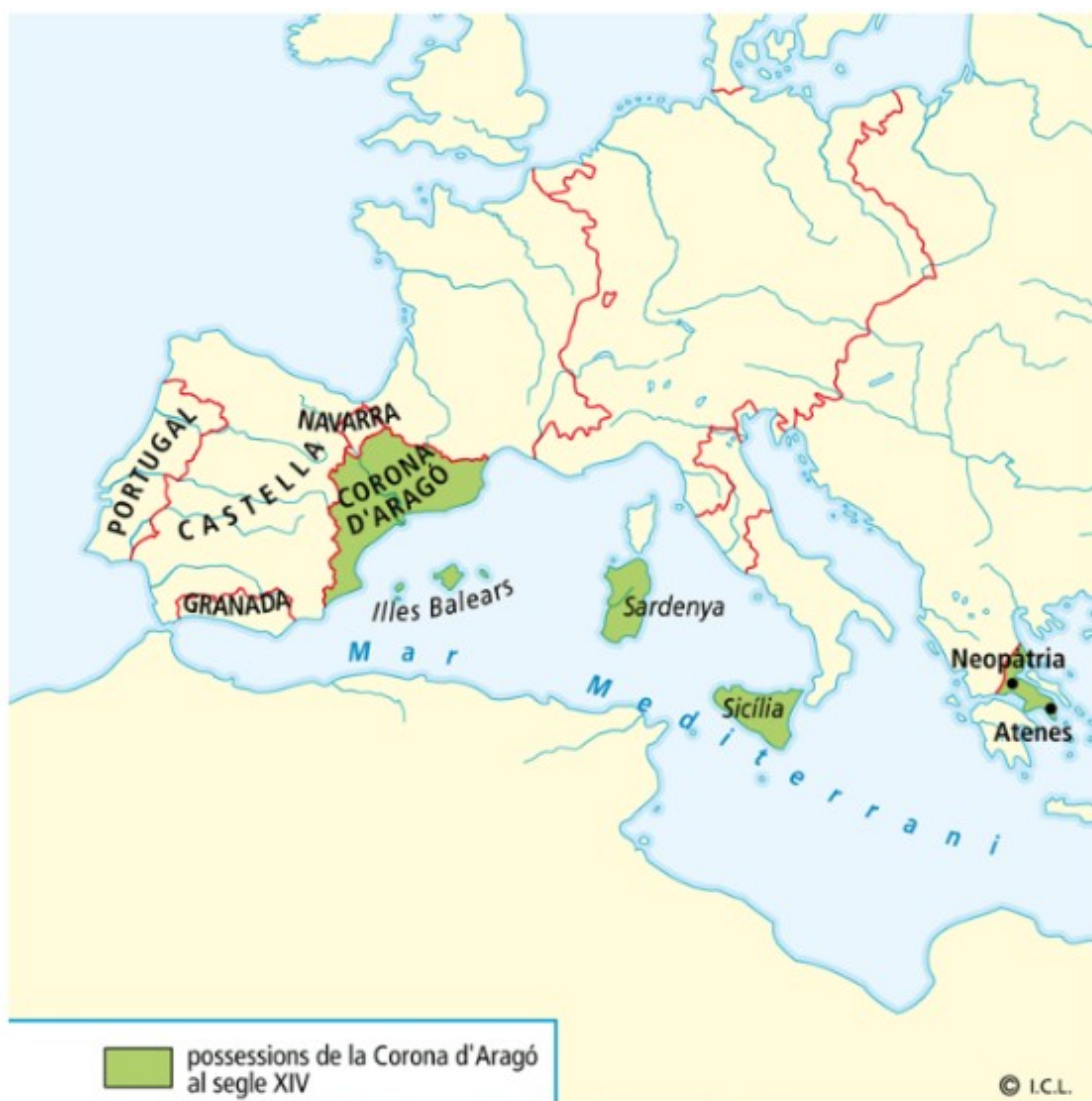 NAVARRA
PORTUGAL
CASTELLA
CORONA
D'ARAGÓ
GRANADA
Illes Balears
Sardenya
Mar Mediterrani
Sicília
Neopàtria
Atenes
possessions de la Corona d'Aragó
al segle XIV
© I.C.L.